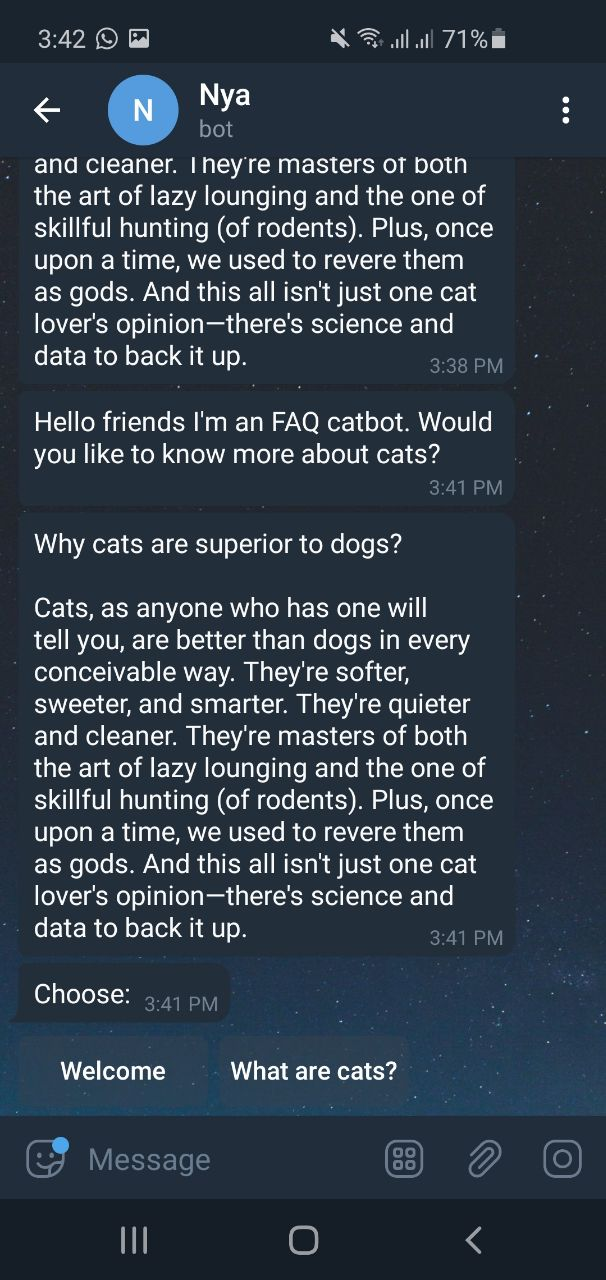 3:42
71%
N
Nya
bot
and cleaner. They're masters of both
the art of lazy lounging and the one of
skillful hunting (of rodents). Plus, once
upon a time, we used to revere them
as gods. And this all isn't just one cat
lover's opinion—there's science and
data to back it up.
3:38 PM
Hello friends I'm an FAQ catbot. Would
you like to know more about cats?
3:41 PM
Why cats are superior to dogs?
Cats, as anyone who has one will
tell you, are better than dogs in every
conceivable way. They're softer,
sweeter, and smarter. They're quieter
and cleaner. They're masters of both
the art of lazy lounging and the one of
skillful hunting (of rodents). Plus, once
upon a time, we used to revere them
as gods. And this all isn't just one cat
lover's opinion—there's science and
data to back it up.
3:41 PM
Choose: 3:41 PM
Welcome
What are cats?
Message